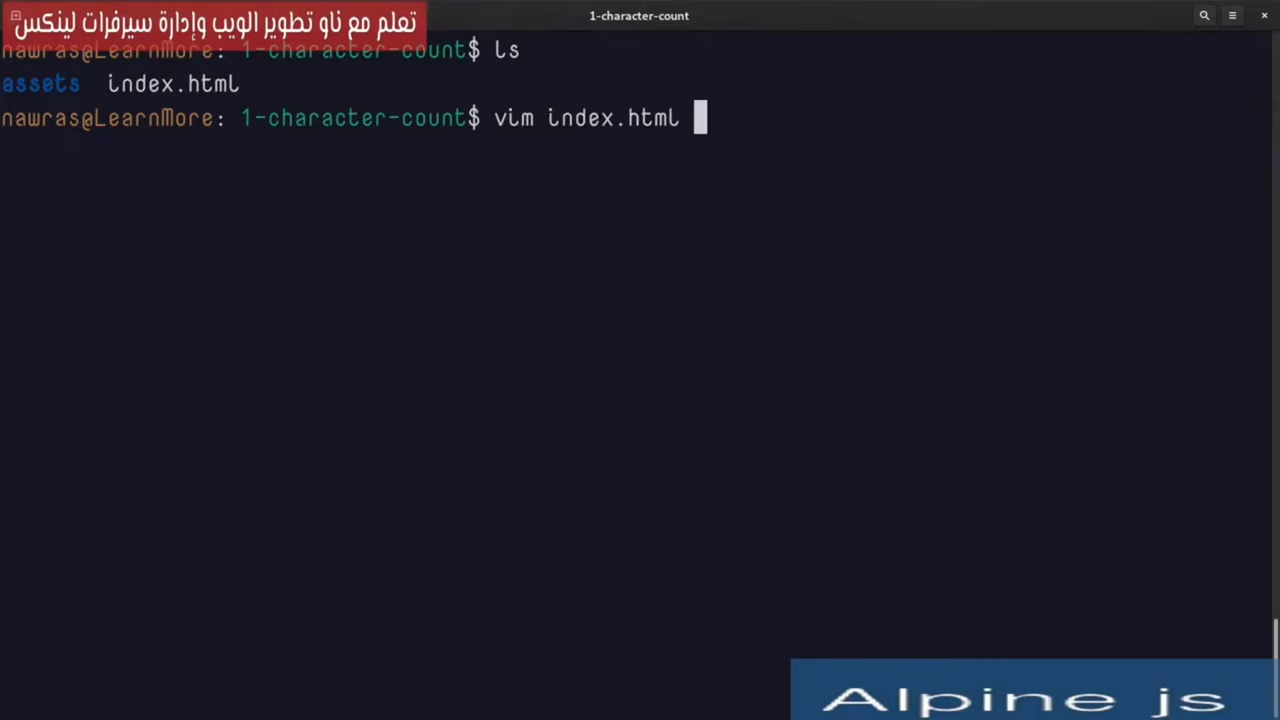 تعلم مع ناو تطوير الويب وإدارة سيرفرات لينكس
1-character-count
nawras@LearnMore: 1-character-count$ ls
assets index.html
nawras@LearnMore: 1-character-count$ vim index.html
Alpine js